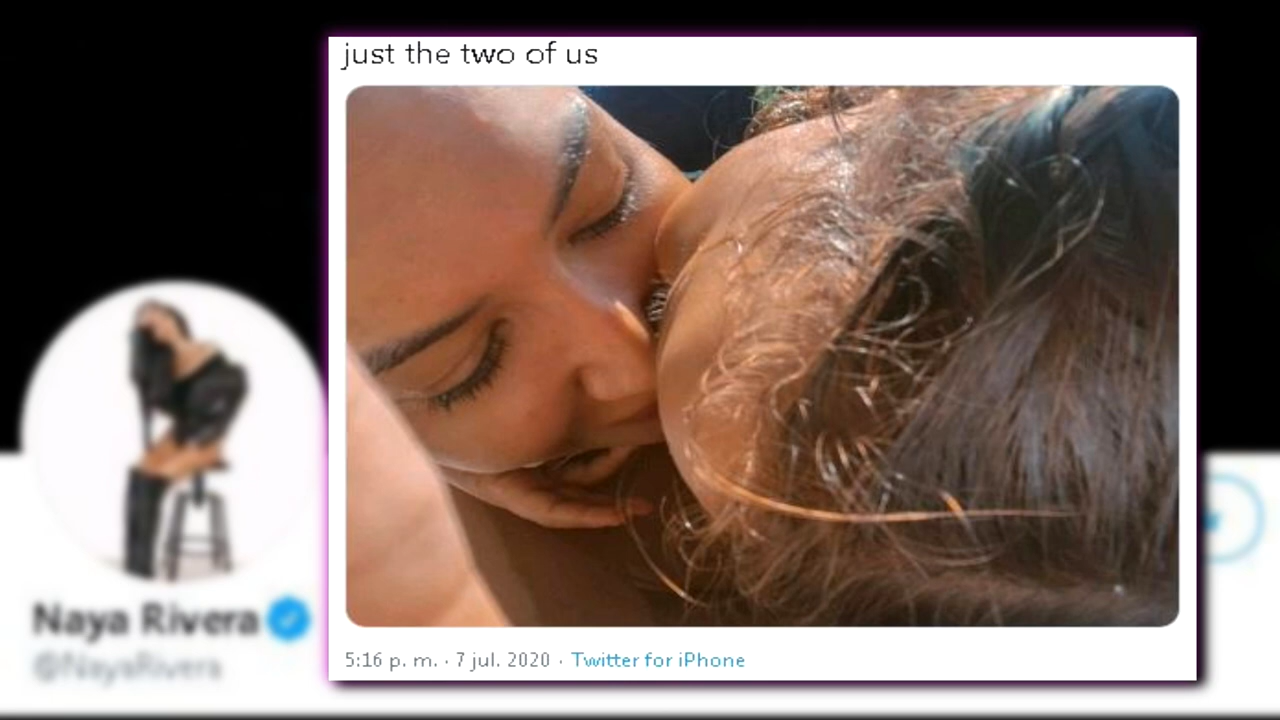 just the two of us
5:16 p. m. · 7 jul. 2020 · Twitter for iPhone
Naya Rivera
@NayaRivera